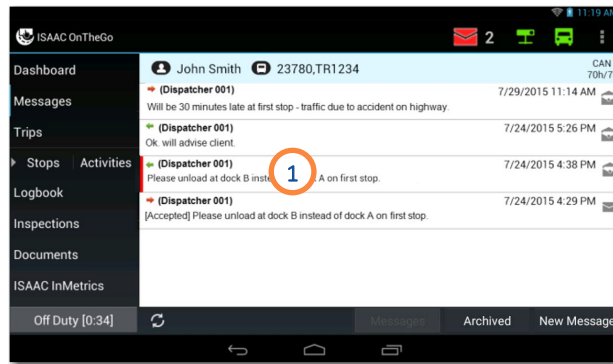 11:19 AM
ISAAC OnTheGo
2
Dashboard
John Smith 23780,TR1234
CAN
70h/7
Messages
(Dispatcher 001) 7/29/2015 11:14 AM
Will be 30 minutes late at first stop - traffic due to accident on highway.
Trips
(Dispatcher 001) 7/24/2015 5:26 PM
Ok. will advise client.
Stops Activities
(Dispatcher 001) 7/24/2015 4:38 PM
Please unload at dock B inste A on first stop.
1
Logbook
(Dispatcher 001) 7/24/2015 4:29 PM
[Accepted] Please unload at dock B instead of dock A on first stop.
Inspections
Documents
ISAAC InMetrics
Off Duty [0:34]
Messages
Archived
New Message